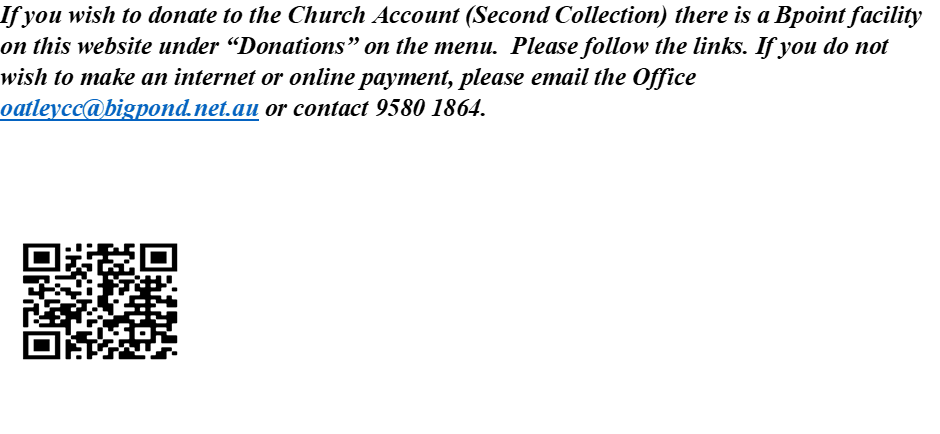 If you wish to donate to the Church Account (Second Collection) there is a Bpoint facility
on this website under “Donations” on the menu.  Please follow the links. If you do not
wish to make an internet or online payment, please email the Office
oatleycc@bigpond.net.au or contact 9580 1864.